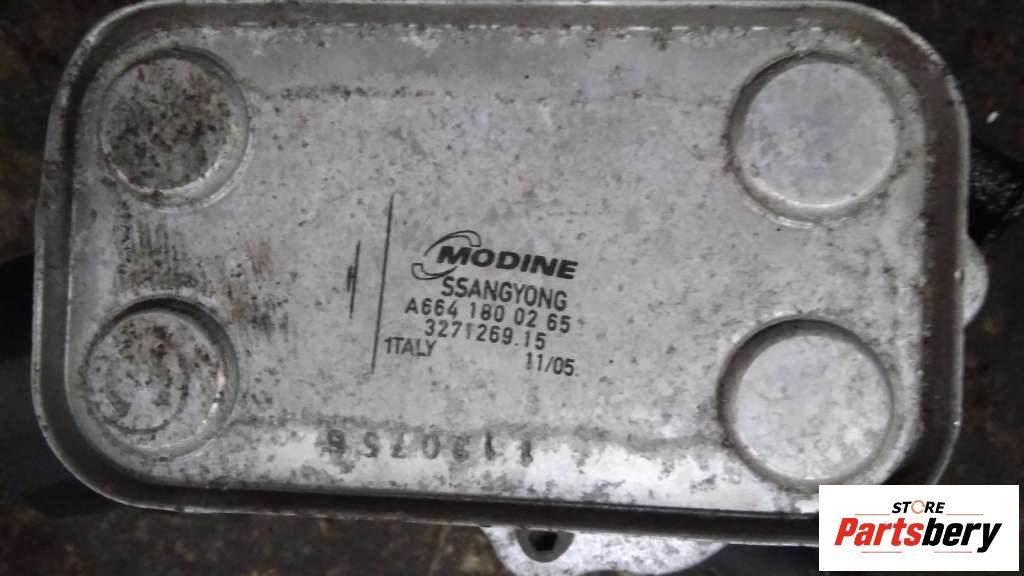 MODINE
SSANGYONG
A664 180 02 65
3271269.15
ITALY 11/05
STORE
Partsbery